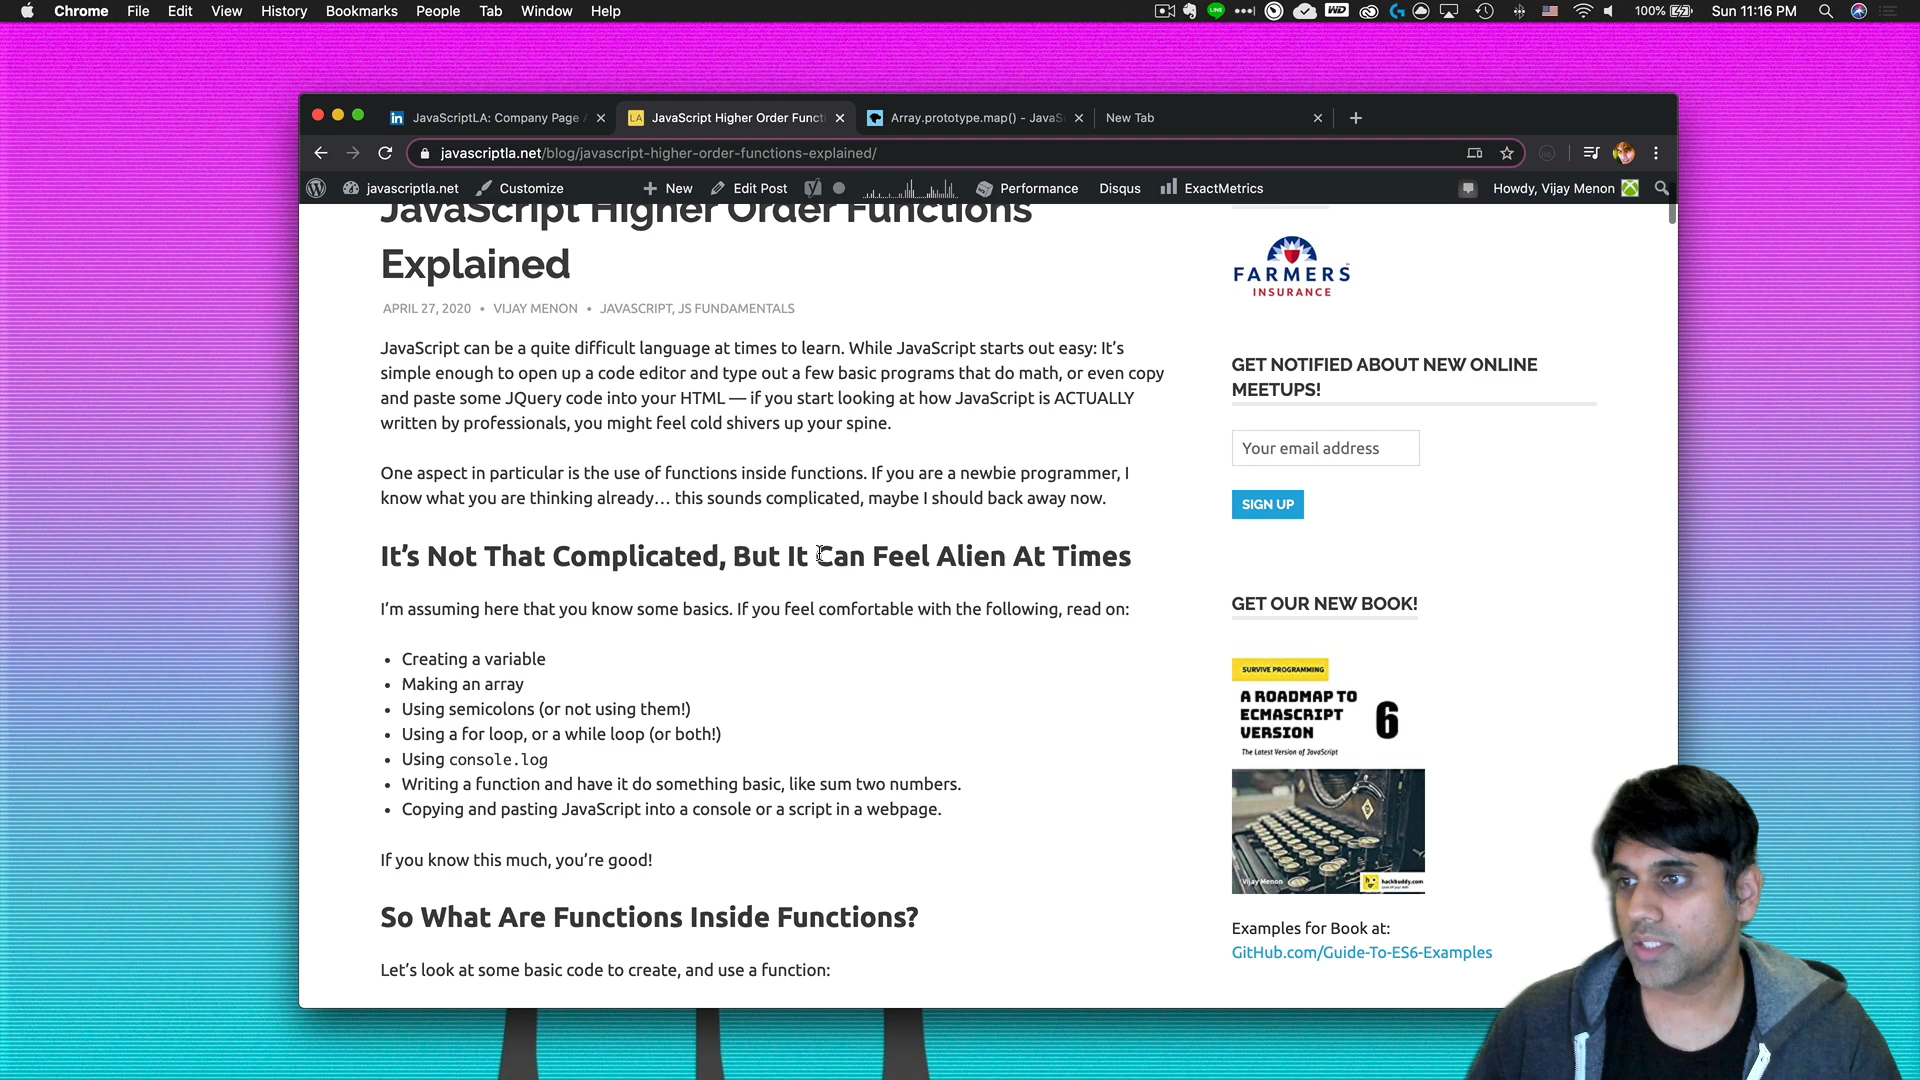 Chrome File Edit View History Bookmarks People Tab Window Help
WD
100% Sun 11:16 PM
in JavaScriptLA: Company Page
LA JavaScript Higher Order Functi
Array.prototype.map() - JavaS
New Tab
javascriptla.net/blog/javascript-higher-order-functions-explained/
javascriptla.net Customize New Edit Post Performance Disqus ExactMetrics Howdy, Vijay Menon
JavaScript Higher Order Functions
Explained
APRIL 27, 2020 • VIJAY MENON • JAVASCRIPT, JS FUNDAMENTALS
JavaScript can be a quite difficult language at times to learn. While JavaScript starts out easy: It’s
simple enough to open up a code editor and type out a few basic programs that do math, or even copy
and paste some JQuery code into your HTML — if you start looking at how JavaScript is ACTUALLY
written by professionals, you might feel cold shivers up your spine.
One aspect in particular is the use of functions inside functions. If you are a newbie programmer, I
know what you are thinking already… this sounds complicated, maybe I should back away now.
It’s Not That Complicated, But It Can Feel Alien At Times
I’m assuming here that you know some basics. If you feel comfortable with the following, read on:
• Creating a variable
• Making an array
• Using semicolons (or not using them!)
• Using a for loop, or a while loop (or both!)
• Using console.log
• Writing a function and have it do something basic, like sum two numbers.
• Copying and pasting JavaScript into a console or a script in a webpage.
If you know this much, you’re good!
So What Are Functions Inside Functions?
Let’s look at some basic code to create, and use a function:
FARMERS
INSURANCE
GET NOTIFIED ABOUT NEW ONLINE
MEETUPS!
Your email address
SIGN UP
GET OUR NEW BOOK!
SURVIVE PROGRAMMING
A ROADMAP TO
ECMASCRIPT
VERSION 6
The Latest Version of JavaScript
Vijay Menon
hackbuddy.com
Examples for Book at:
GitHub.com/Guide-To-ES6-Examples